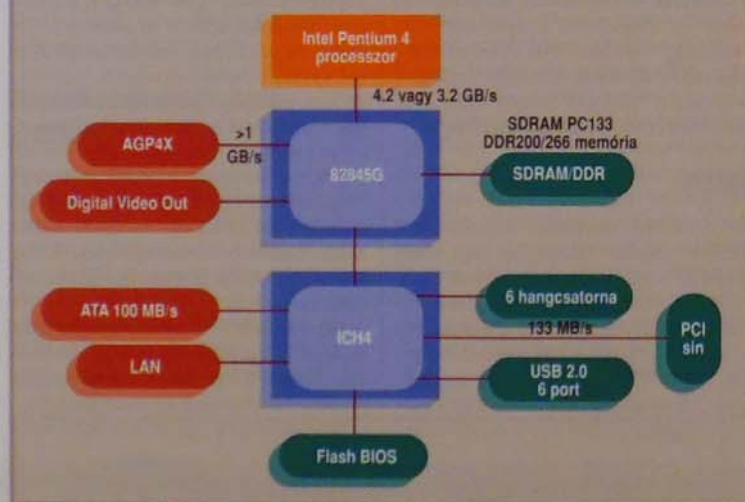 Intel Pentium 4
processzor
4.2 vagy 3.2 GB/s
AGP4X
>1
GB/s
82845G
SDRAM PC133
DDR200/266 memória
SDRAM/DDR
Digital Video Out
ATA 100 MB/s
ICH4
6 hangcsatorna
133 MB/s
PCI
sin
LAN
USB 2.0
6 port
Flash BIOS